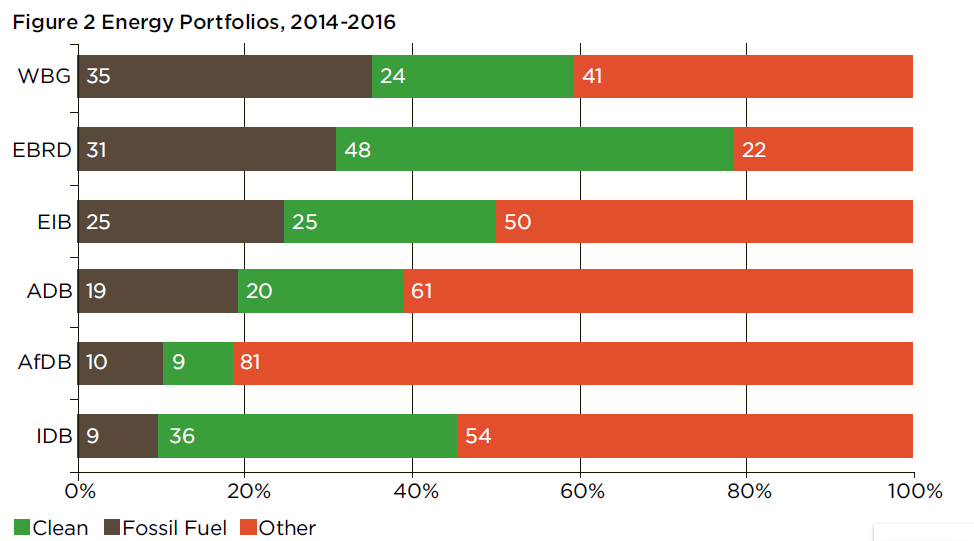 Figure 2 Energy Portfolios, 2014-2016
WBG 35 24 41
EBRD 31 48 22
EIB 25 25 50
ADB 19 20 61
AfDB 10 9 81
IDB 9 36 54
0% 20% 40% 60% 80% 100%
Clean Fossil Fuel Other